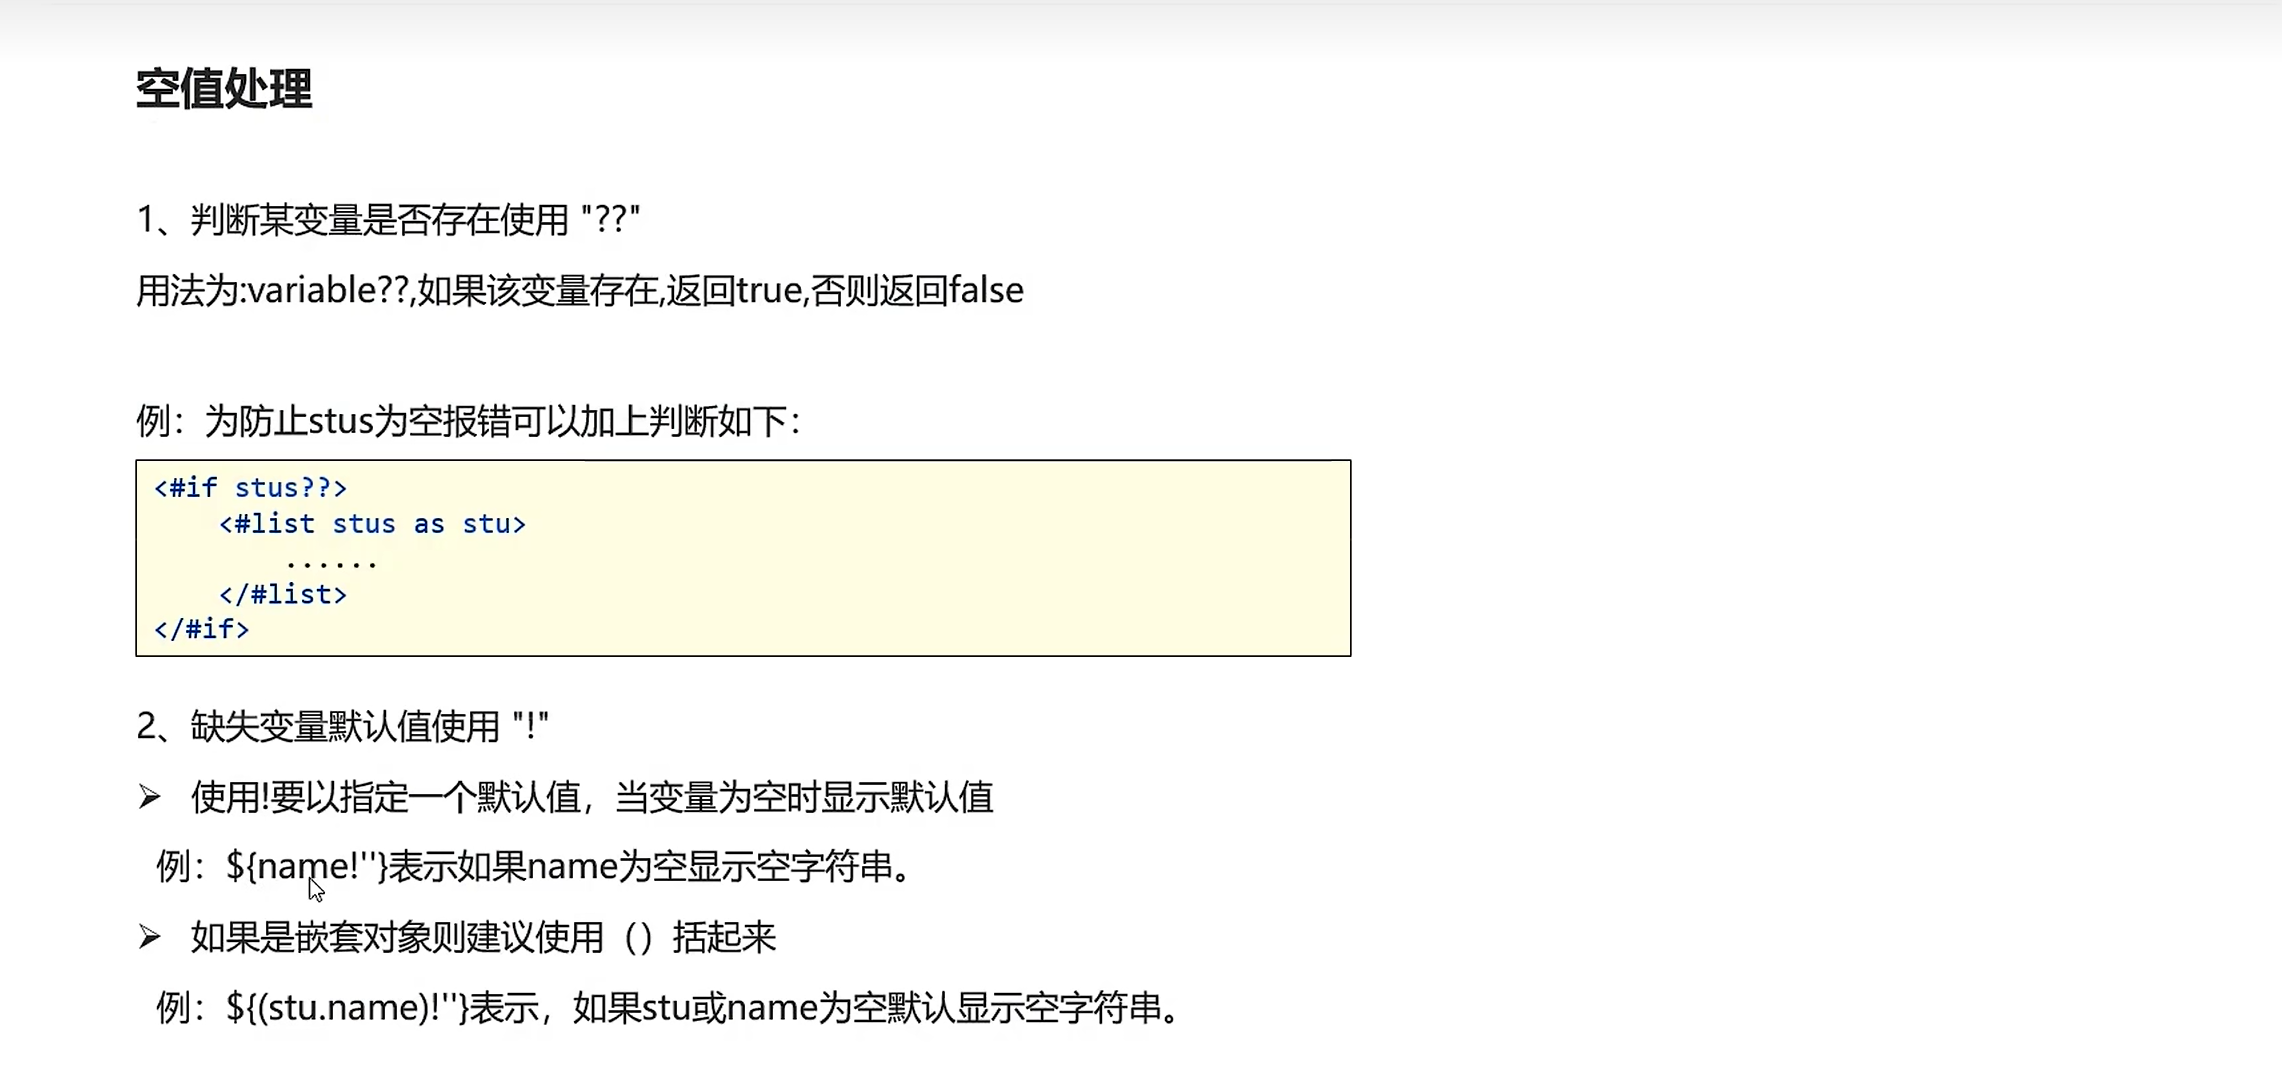 空值处理
1、判断某变量是否存在使用 "??"
用法为:variable??,如果该变量存在,返回true,否则返回false
例：为防止stus为空报错可以加上判断如下：
<#if stus??>
    <#list stus as stu>
        ......
    </#list>
</#if>
2、缺失变量默认值使用 "!"
➢ 使用!要以指定一个默认值，当变量为空时显示默认值
例：${name!''}表示如果name为空显示空字符串。
➢ 如果是嵌套对象则建议使用（）括起来
例：${(stu.name)!''}表示，如果stu或name为空默认显示空字符串。